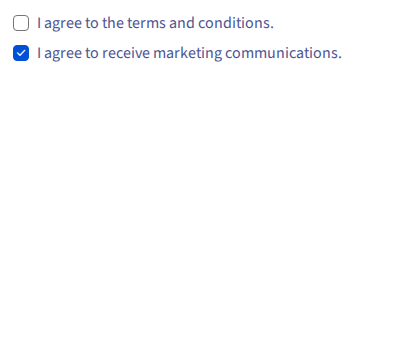 I agree to the terms and conditions.
I agree to receive marketing communications.